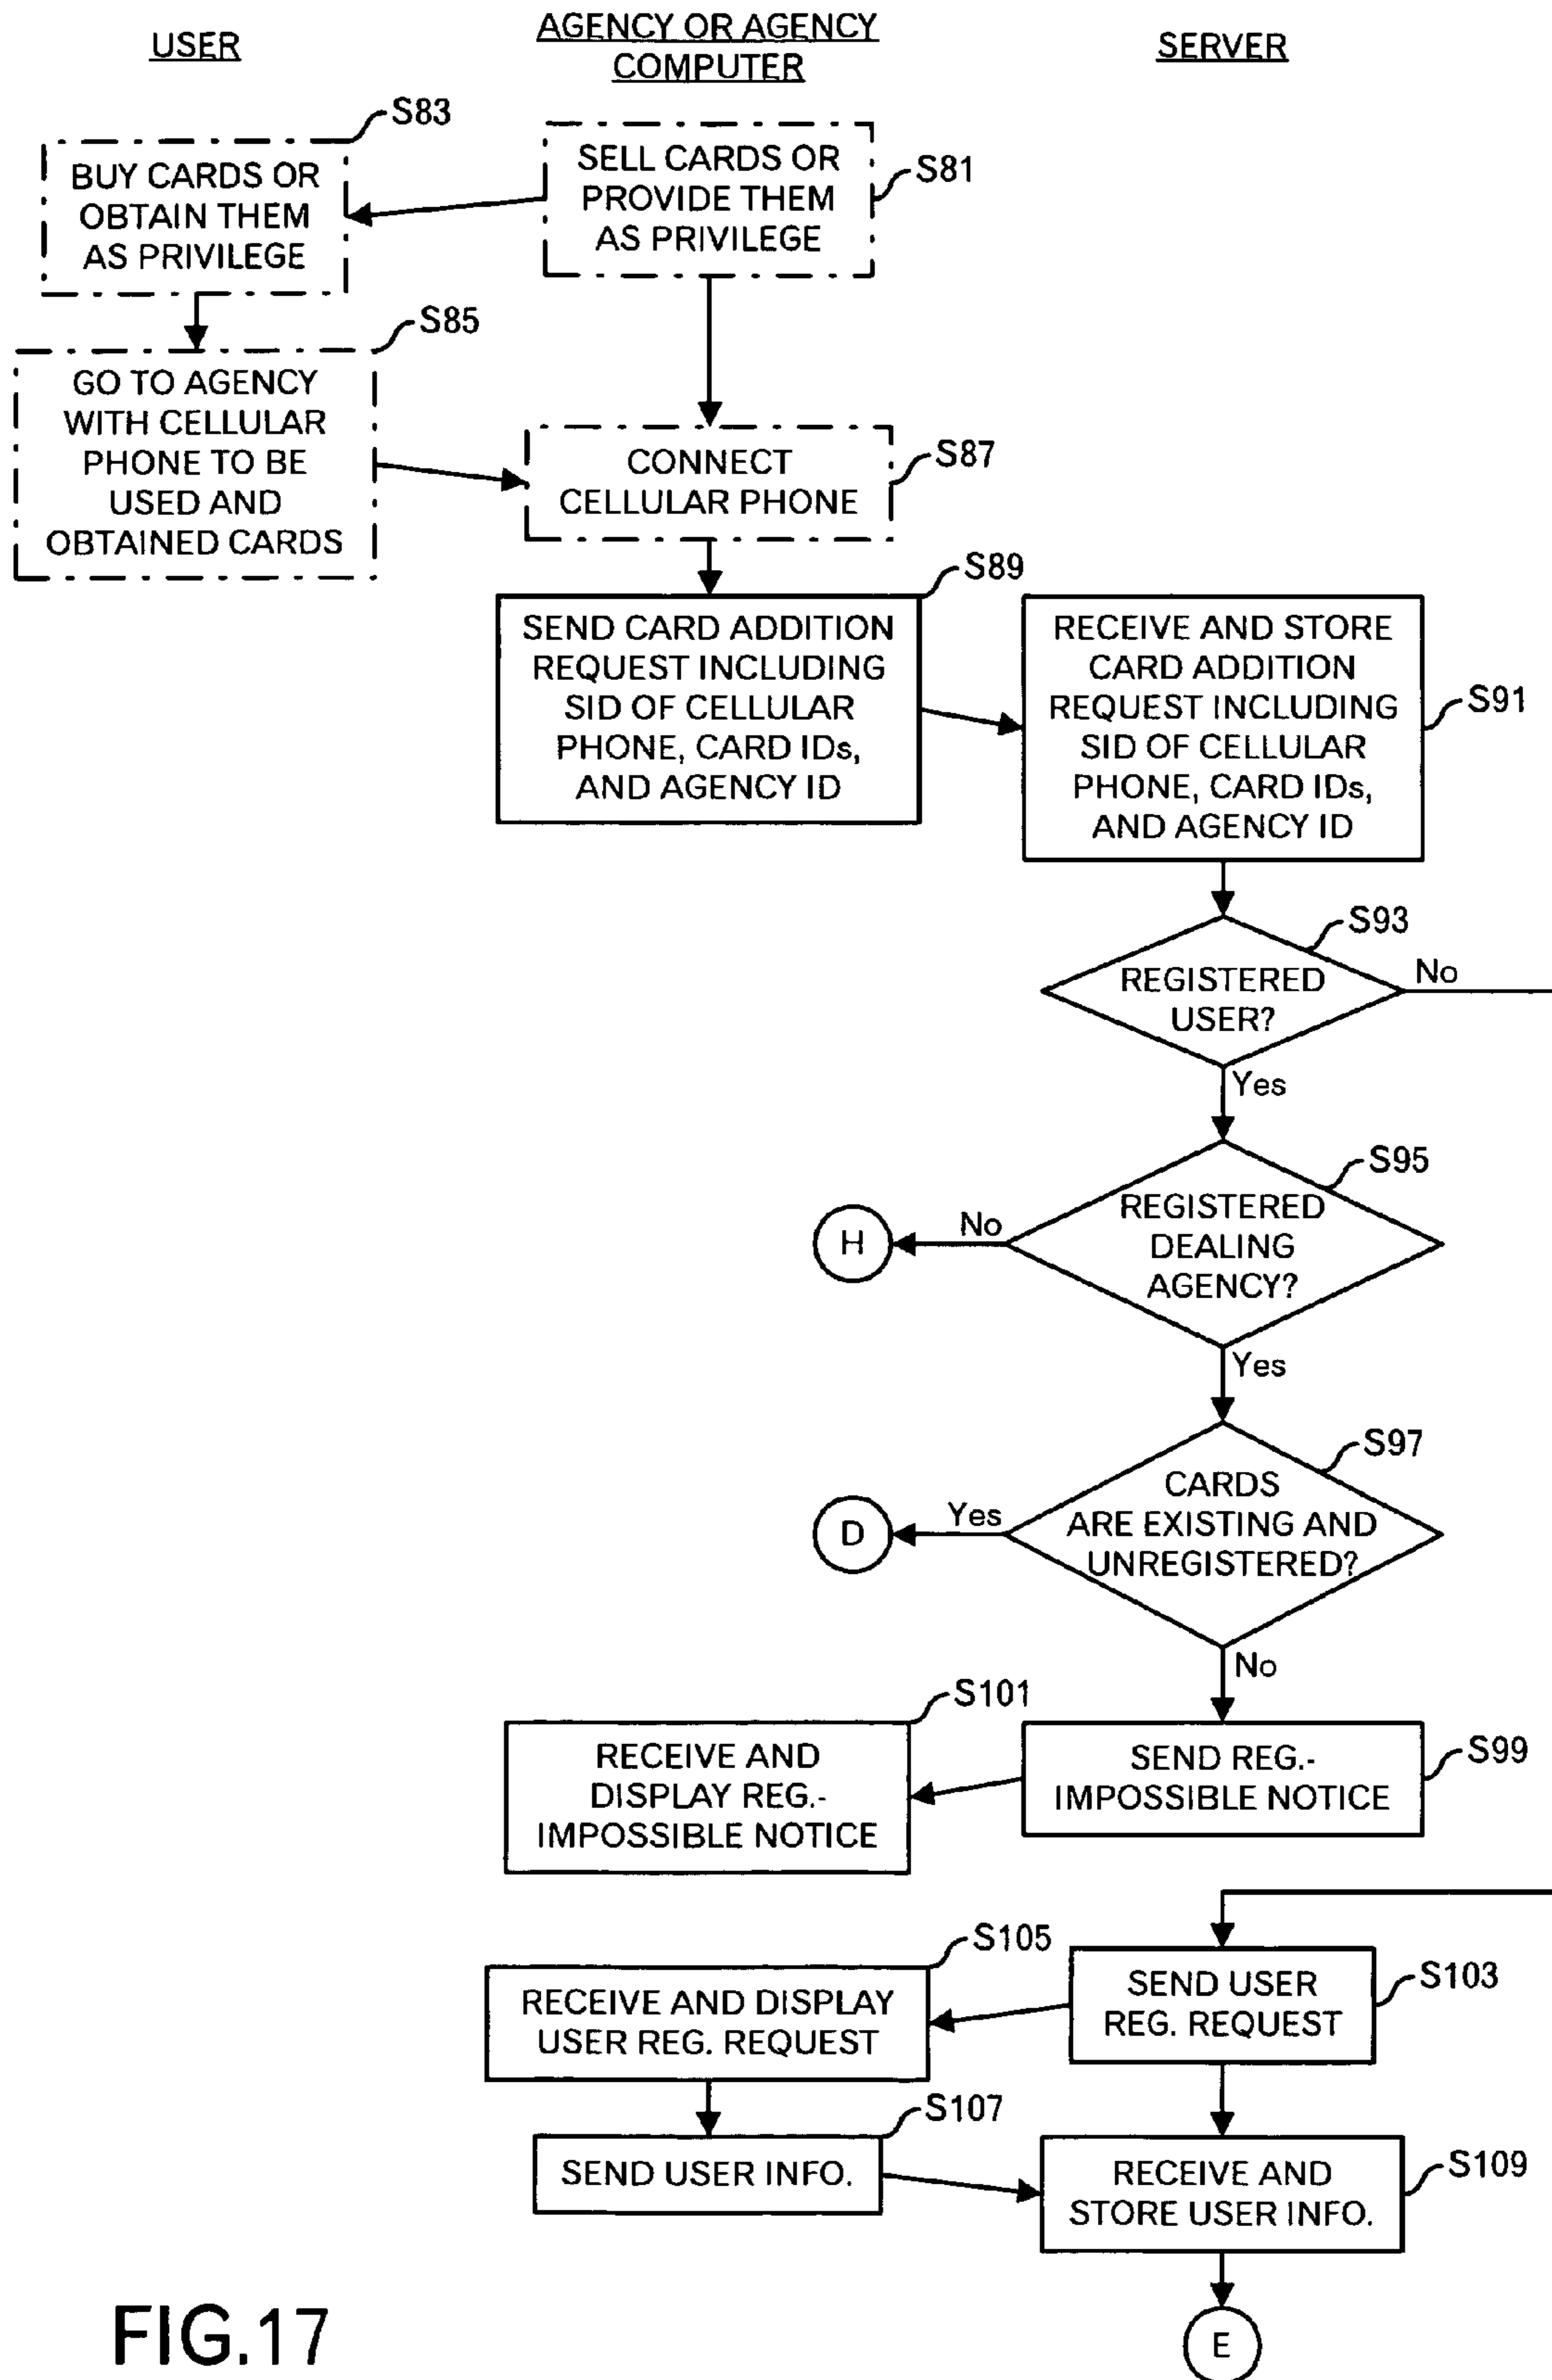 USER
AGENCY OR AGENCY
COMPUTER
SERVER
S83
BUY CARDS OR
OBTAIN THEM
AS PRIVILEGE
SELL CARDS OR
PROVIDE THEM
AS PRIVILEGE
S81
S85
GO TO AGENCY
WITH CELLULAR
PHONE TO BE
USED AND
OBTAINED CARDS
CONNECT
CELLULAR PHONE
S87
S89
SEND CARD ADDITION
REQUEST INCLUDING
SID OF CELLULAR
PHONE, CARD IDs,
AND AGENCY ID
RECEIVE AND STORE
CARD ADDITION
REQUEST INCLUDING
SID OF CELLULAR
PHONE, CARD IDs,
AND AGENCY ID
S91
S93
REGISTERED
USER?
No
Yes
S95
REGISTERED
DEALING
AGENCY?
No
H
Yes
S97
CARDS
ARE EXISTING AND
UNREGISTERED?
Yes
D
No
S101
RECEIVE AND
DISPLAY REG.-
IMPOSSIBLE NOTICE
SEND REG.-
IMPOSSIBLE NOTICE
S99
S105
RECEIVE AND DISPLAY
USER REG. REQUEST
SEND USER
REG. REQUEST
S103
S107
SEND USER INFO.
RECEIVE AND
STORE USER INFO.
S109
E
FIG.17